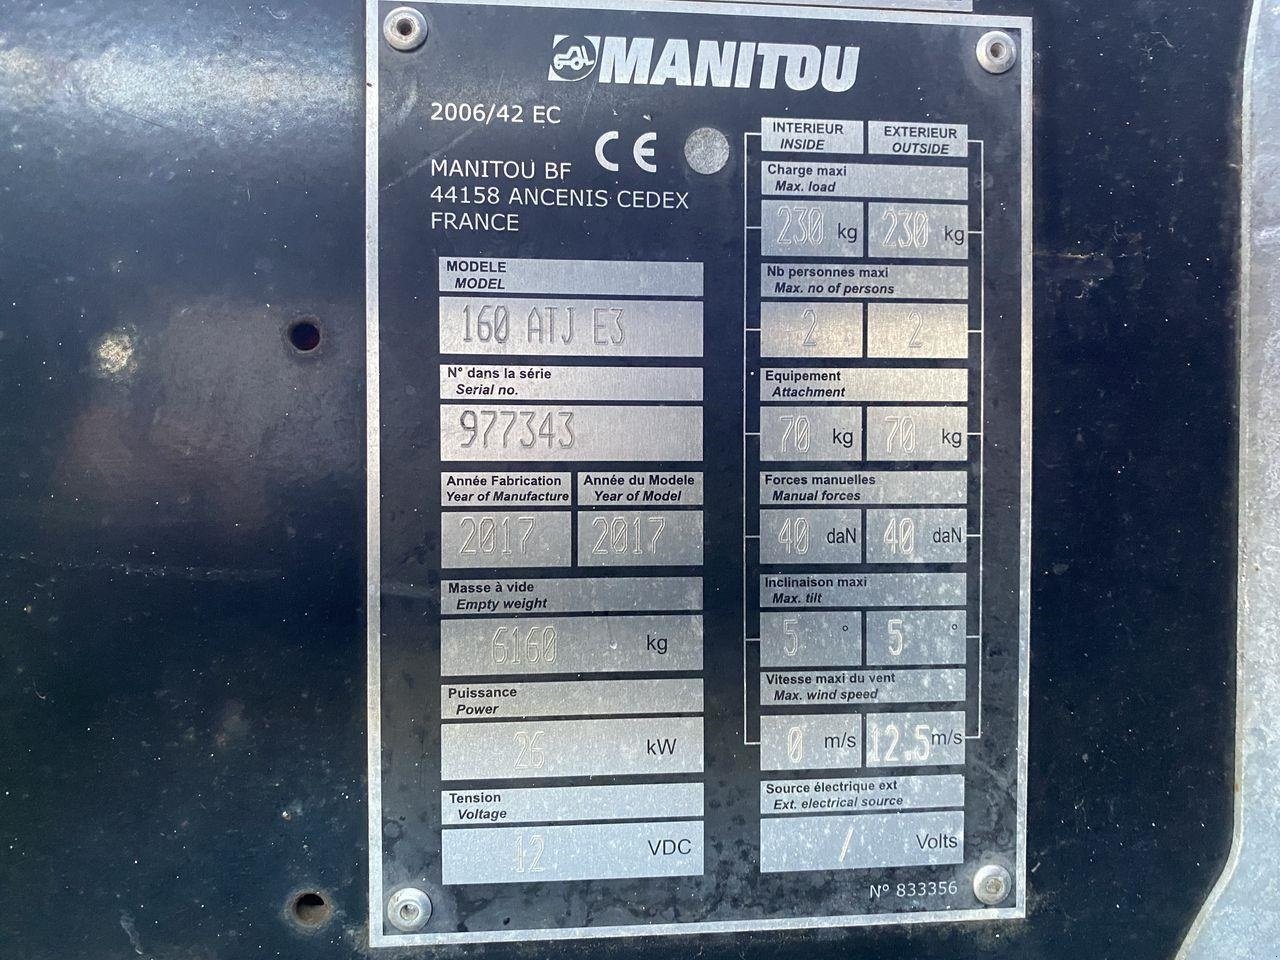 MANITOU
2006/42 EC
CE
MANITOU BF
44158 ANCENIS CEDEX
FRANCE
MODELE
MODEL
160 ATJ E3
N° dans la série
Serial no.
977343
Année Fabrication
Year of Manufacture
Année du Modele
Year of Model
2017
2017
Masse à vide
Empty weight
6160 kg
Puissance
Power
26 kW
Tension
Voltage
12 VDC
INTERIEUR
INSIDE
EXTERIEUR
OUTSIDE
Charge maxi
Max. load
230 kg
230 kg
Nb personnes maxi
Max. no of persons
2
2
Equipement
Attachment
70 kg
70 kg
Forces manuelles
Manual forces
40 daN
40 daN
Inclinaison maxi
Max. tilt
5 °
5 °
Vitesse maxi du vent
Max. wind speed
0 m/s
12.5 m/s
Source électrique ext
Ext. electrical source
/ Volts
N° 833356